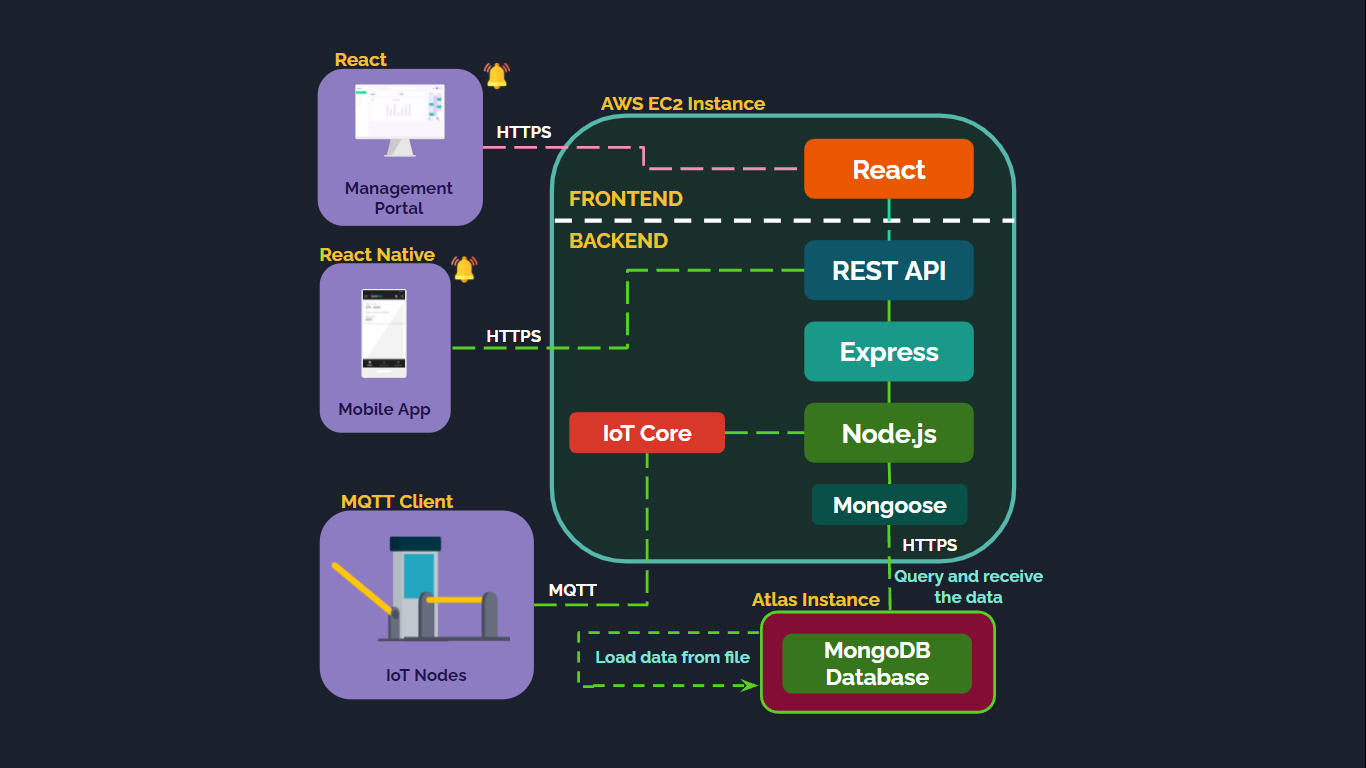 React
Management
Portal
HTTPS
AWS EC2 Instance
React
FRONTEND
BACKEND
React Native
Mobile App
HTTPS
REST API
Express
IoT Core
Node.js
Mongoose
HTTPS
MQTT Client
IoT Nodes
MQTT
Query and receive
the data
Atlas Instance
Load data from file
MongoDB
Database